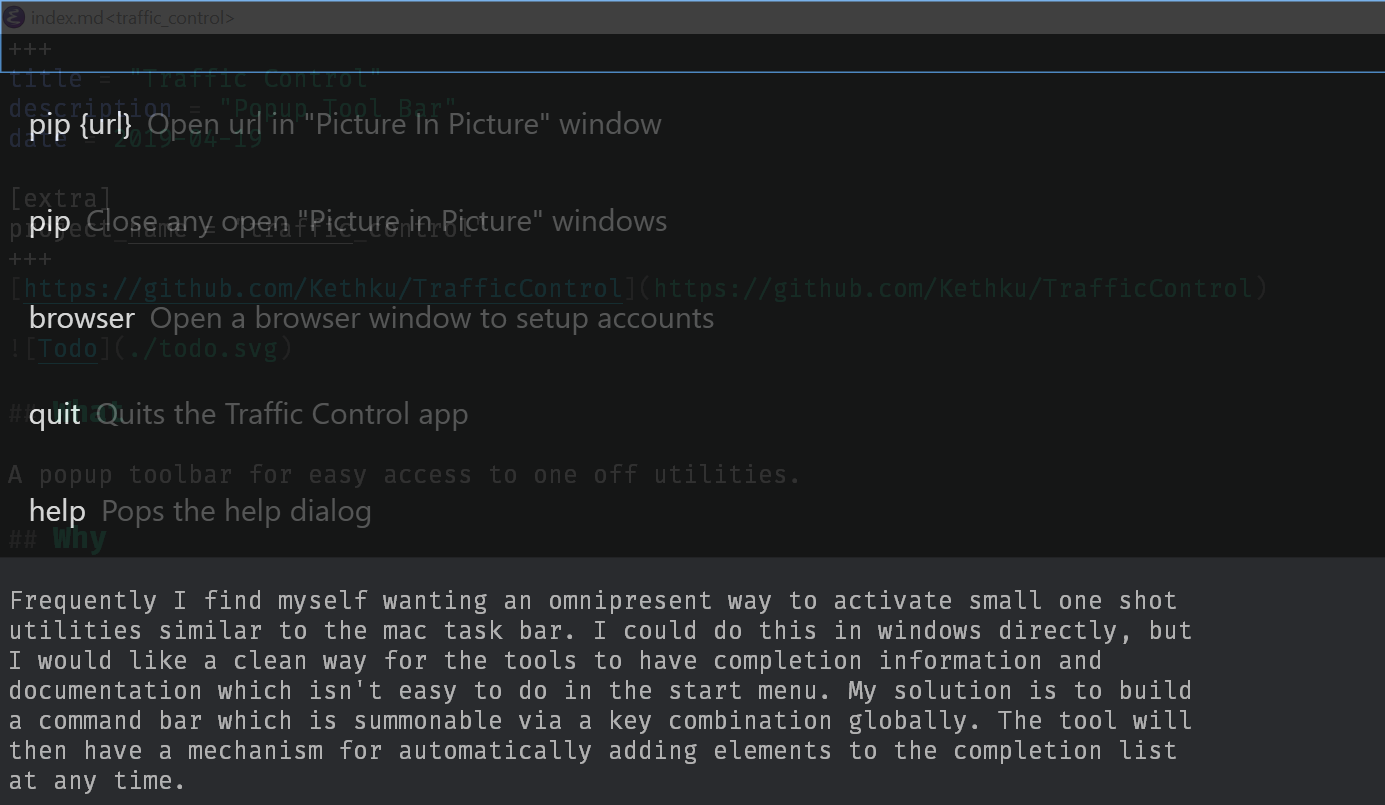 index.md<traffic_control>
+++
title = "Traffic Control"
description = "Popup Tool Bar"
pip {url} Open url in "Picture In Picture" window
date = 2019-04-19
[extra]
pip Close any open "Picture in Picture" windows
project_name = "traffic_control"
+++
[https://github.com/Kethku/TrafficControl](https://github.com/Kethku/TrafficControl)
browser Open a browser window to setup accounts
![Todo](./todo.svg)
## What
quit Quits the Traffic Control app
A popup toolbar for easy access to one off utilities.
help Pops the help dialog
## Why
Frequently I find myself wanting an omnipresent way to activate small one shot
utilities similar to the mac task bar. I could do this in windows directly, but
I would like a clean way for the tools to have completion information and
documentation which isn't easy to do in the start menu. My solution is to build
a command bar which is summonable via a key combination globally. The tool will
then have a mechanism for automatically adding elements to the completion list
at any time.